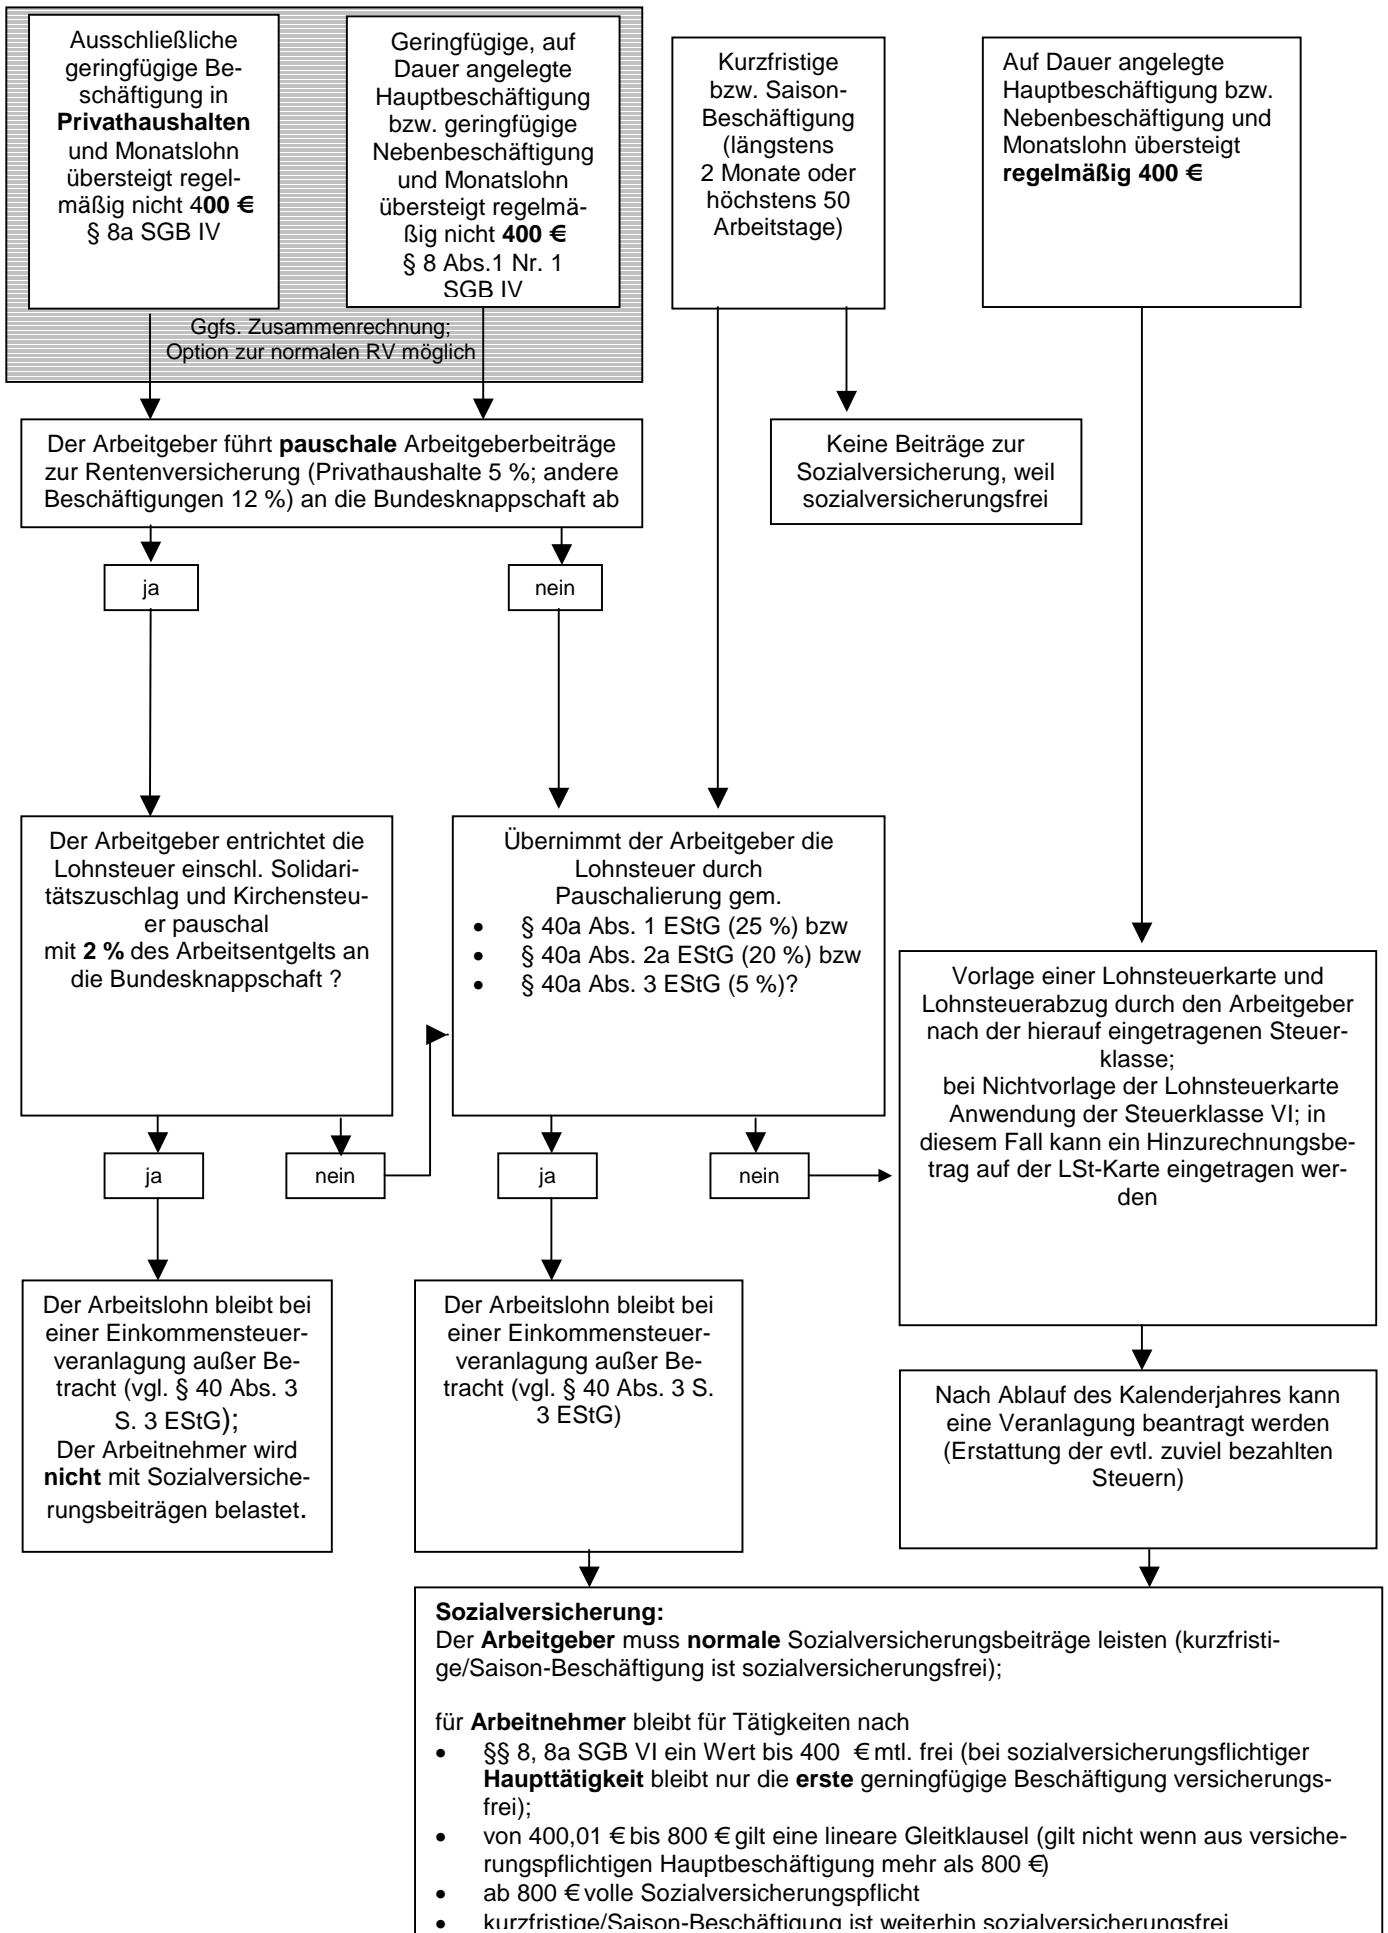 Ausschließliche
geringfügige Be-
schäftigung in
Privathaushalten
und Monatslohn
übersteigt regel-
mäßig nicht 400 €
§ 8a SGB IV
Geringfügige, auf
Dauer angelegte
Hauptbeschäftigung
bzw. geringfügige
Nebenbeschäftigung
und Monatslohn
übersteigt regelmä-
ßig nicht 400 €
§ 8 Abs.1 Nr. 1
SGB IV
Kurzfristige
bzw. Saison-
Beschäftigung
(längstens
2 Monate oder
höchstens 50
Arbeitstage)
Auf Dauer angelegte
Hauptbeschäftigung bzw.
Nebenbeschäftigung und
Monatslohn übersteigt
regelmäßig 400 €
Ggfs. Zusammenrechnung;
Option zur normalen RV möglich
Der Arbeitgeber führt pauschale Arbeitgeberbeiträge
zur Rentenversicherung (Privathaushalte 5 %; andere
Beschäftigungen 12 %) an die Bundesknappschaft ab
Keine Beiträge zur
Sozialversicherung, weil
sozialversicherungsfrei
ja
nein
Der Arbeitgeber entrichtet die
Lohnsteuer einschl. Solidari-
tätszuschlag und Kirchensteu-
er pauschal
mit 2 % des Arbeitsentgelts an
die Bundesknappschaft ?
Übernimmt der Arbeitgeber die
Lohnsteuer durch
Pauschalierung gem.
• § 40a Abs. 1 EStG (25 %) bzw
• § 40a Abs. 2a EStG (20 %) bzw
• § 40a Abs. 3 EStG (5 %)?
Vorlage einer Lohnsteuerkarte und
Lohnsteuerabzug durch den Arbeitgeber
nach der hierauf eingetragenen Steuer-
klasse;
bei Nichtvorlage der Lohnsteuerkarte
Anwendung der Steuerklasse VI; in
diesem Fall kann ein Hinzurechnungsbe-
trag auf der LSt-Karte eingetragen wer-
den
ja
nein
ja
nein
Der Arbeitslohn bleibt bei
einer Einkommensteuer-
veranlagung außer Be-
tracht (vgl. § 40 Abs. 3
S. 3 EStG);
Der Arbeitnehmer wird
nicht mit Sozialversiche-
rungsbeiträgen belastet.
Der Arbeitslohn bleibt bei
einer Einkommensteuer-
veranlagung außer Be-
tracht (vgl. § 40 Abs. 3 S.
3 EStG)
Nach Ablauf des Kalenderjahres kann
eine Veranlagung beantragt werden
(Erstattung der evtl. zuviel bezahlten
Steuern)
Sozialversicherung:
Der Arbeitgeber muss normale Sozialversicherungsbeiträge leisten (kurzfristi-
ge/Saison-Beschäftigung ist sozialversicherungsfrei);
für Arbeitnehmer bleibt für Tätigkeiten nach
• §§ 8, 8a SGB VI ein Wert bis 400 € mtl. frei (bei sozialversicherungsflichtiger
Haupttätigkeit bleibt nur die erste gerningfügige Beschäftigung versicherungs-
frei);
• von 400,01 € bis 800 € gilt eine lineare Gleitklausel (gilt nicht wenn aus versiche-
rungspflichtigen Hauptbeschäftigung mehr als 800 €)
• ab 800 € volle Sozialversicherungspflicht
• kurzfristige/Saison-Beschäftigung ist weiterhin sozialversicherungsfrei